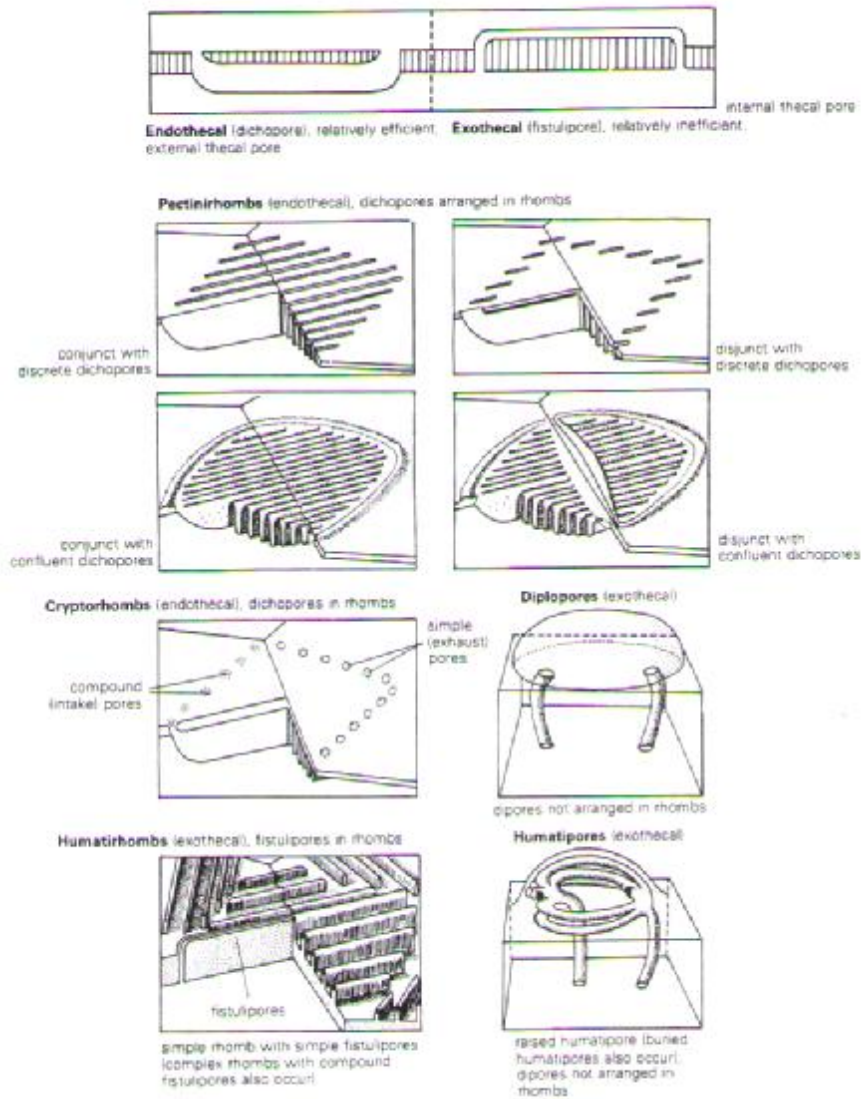 internal thecal pore
Endothecal (dichopore), relatively efficient,
external thecal pore
Exothecal (fistulipore), relatively inefficient,
Pectinirhombs (endothecal), dichopores arranged in rhombs
conjunct with
discrete dichopores
disjunct with
discrete dichopores
conjunct with
confluent dichopores
disjunct with
confluent dichopores
Cryptorhombs (endothecal), dichopores in rhombs
simple
(exhaust)
pores
compound
(intake) pores
Diplopores (exothecal)
dipores not arranged in rhombs
Humatirhombs (exothecal), fistulipores in rhombs
fistulipores
simple rhomb with simple fistulipores
(complex rhombs with compound
fistulipores also occur)
Humatipores (exothecal)
raised humatipore (buried
humatipores also occur),
dipores not arranged in
rhombs